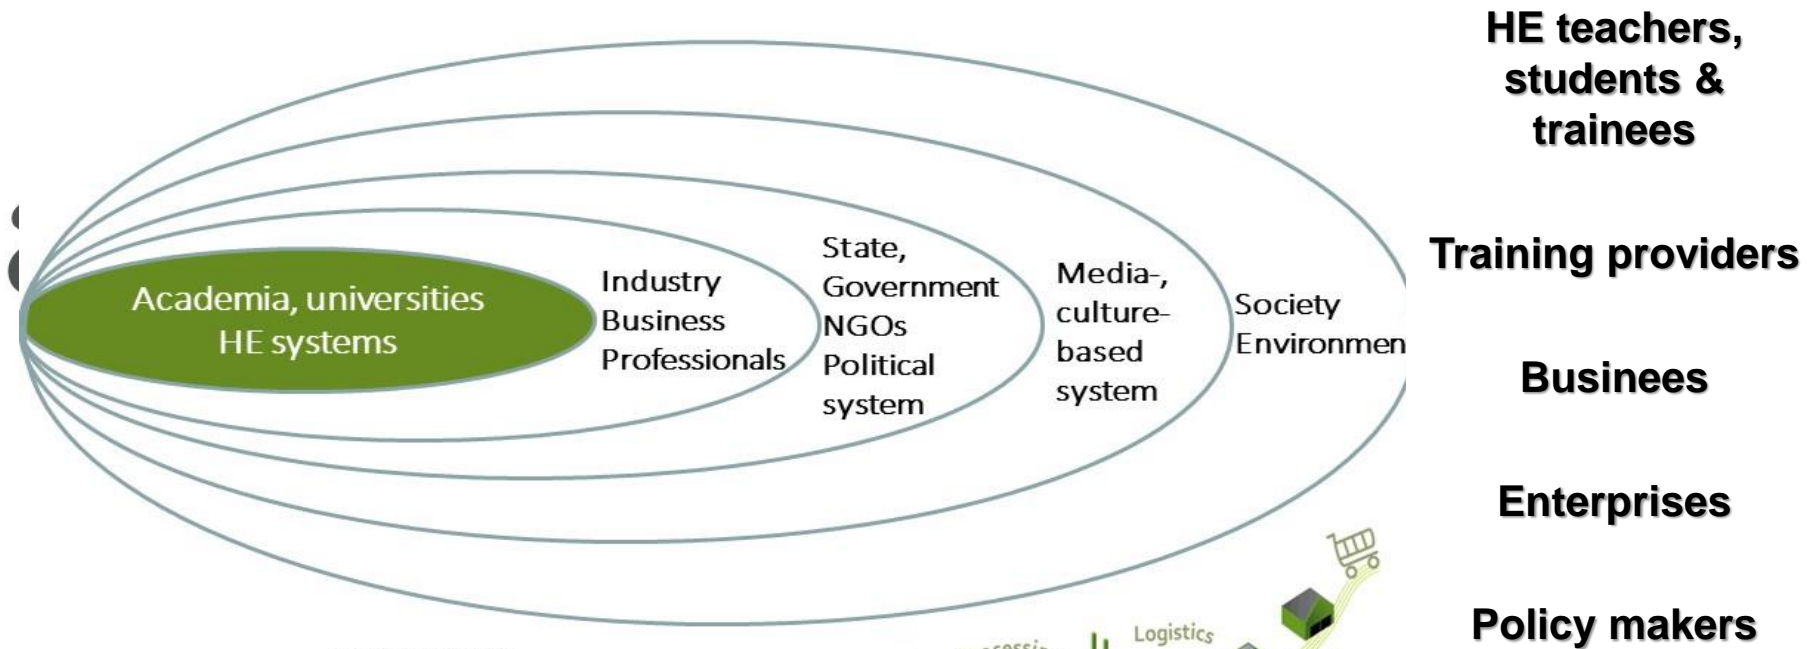 HE teachers,
students &
trainees
Academia, universities
HE systems
Industry
Business
Professionals
State,
Government
NGOs
Political
system
Media-,
culture-
based
system
Society
Environmen
Training providers
Businees
Enterprises
Policy makers
Logistics